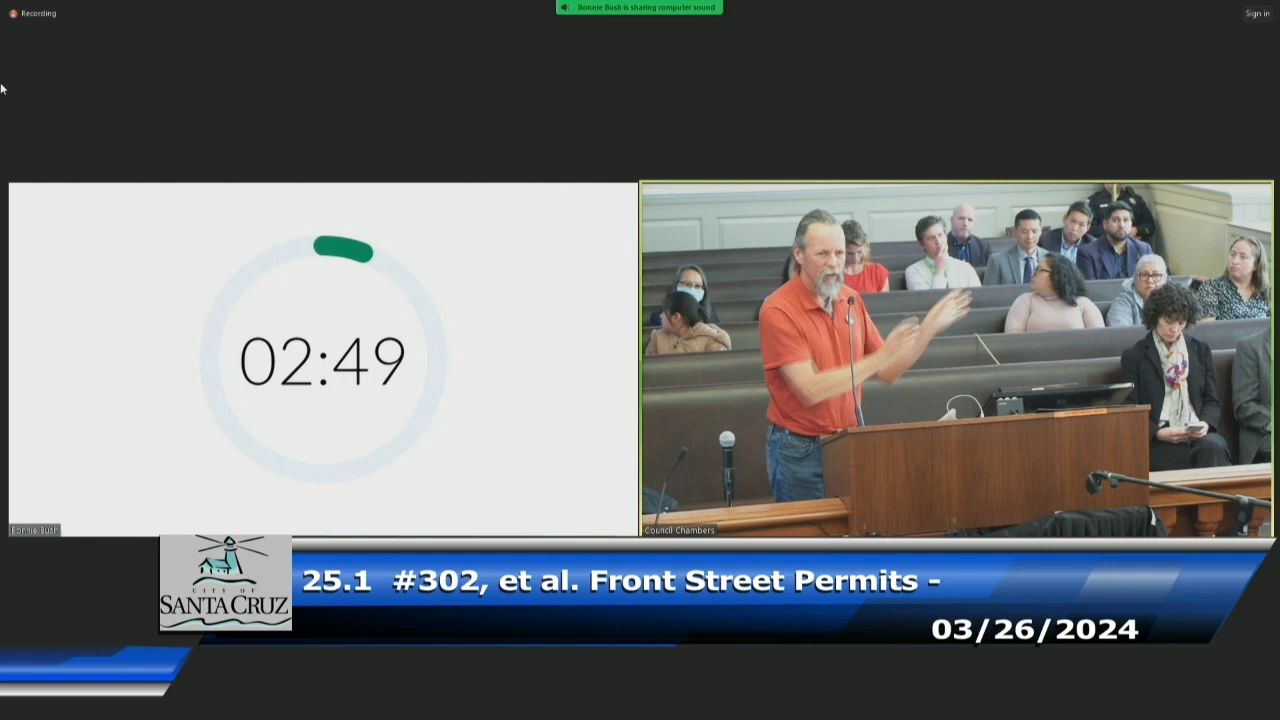 Recording
Bonnie Bush is sharing computer sound
Sign in
02:49
Bonnie Bush
Council Chambers
CITY OF
SANTA CRUZ
25.1 #302, et al. Front Street Permits -
03/26/2024